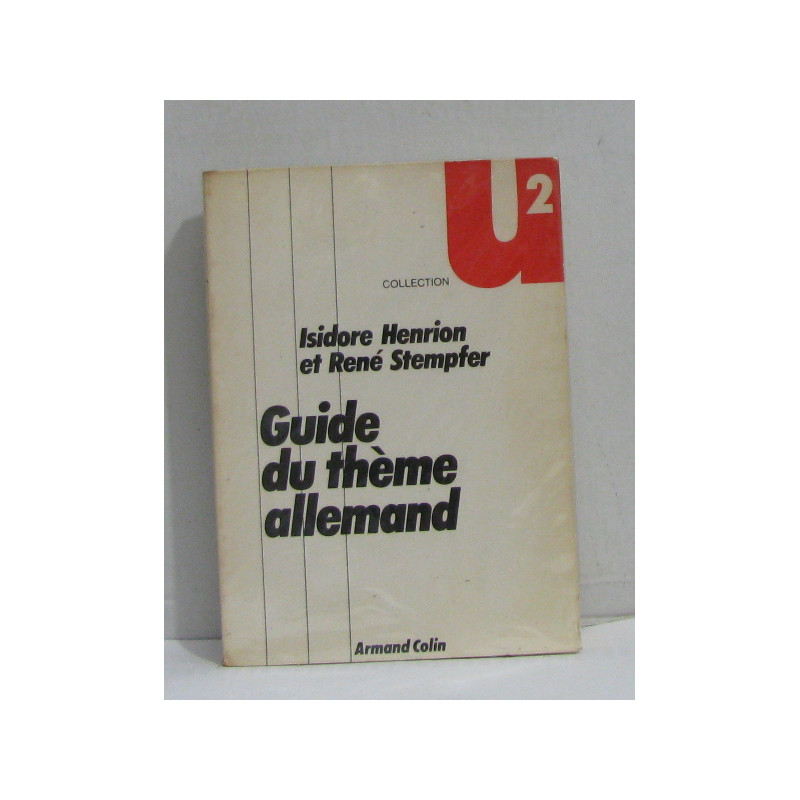 u2
COLLECTION
Isidore Henrion
et René Stempfer
Guide
du thème
allemand
Armand Colin